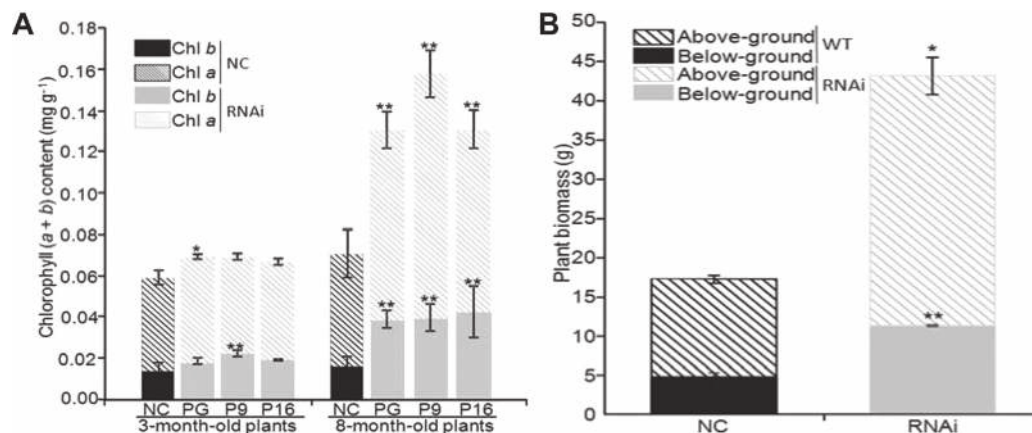 A
Chlorophyll (a + b) content (mg g⁻¹)
0.18
0.16
0.14
0.12
0.10
0.08
0.06
0.04
0.02
0.00
Chl b
Chl a
NC
Chl b
Chl a
RNAi
*
**
**
**
**
**
**
**
NC PG P9 P16 NC PG P9 P16
3-month-old plants 8-month-old plants
B
Plant biomass (g)
50
45
40
35
30
25
20
15
10
5
0
Above-ground
Below-ground
WT
Above-ground
Below-ground
RNAi
*
**
NC RNAi